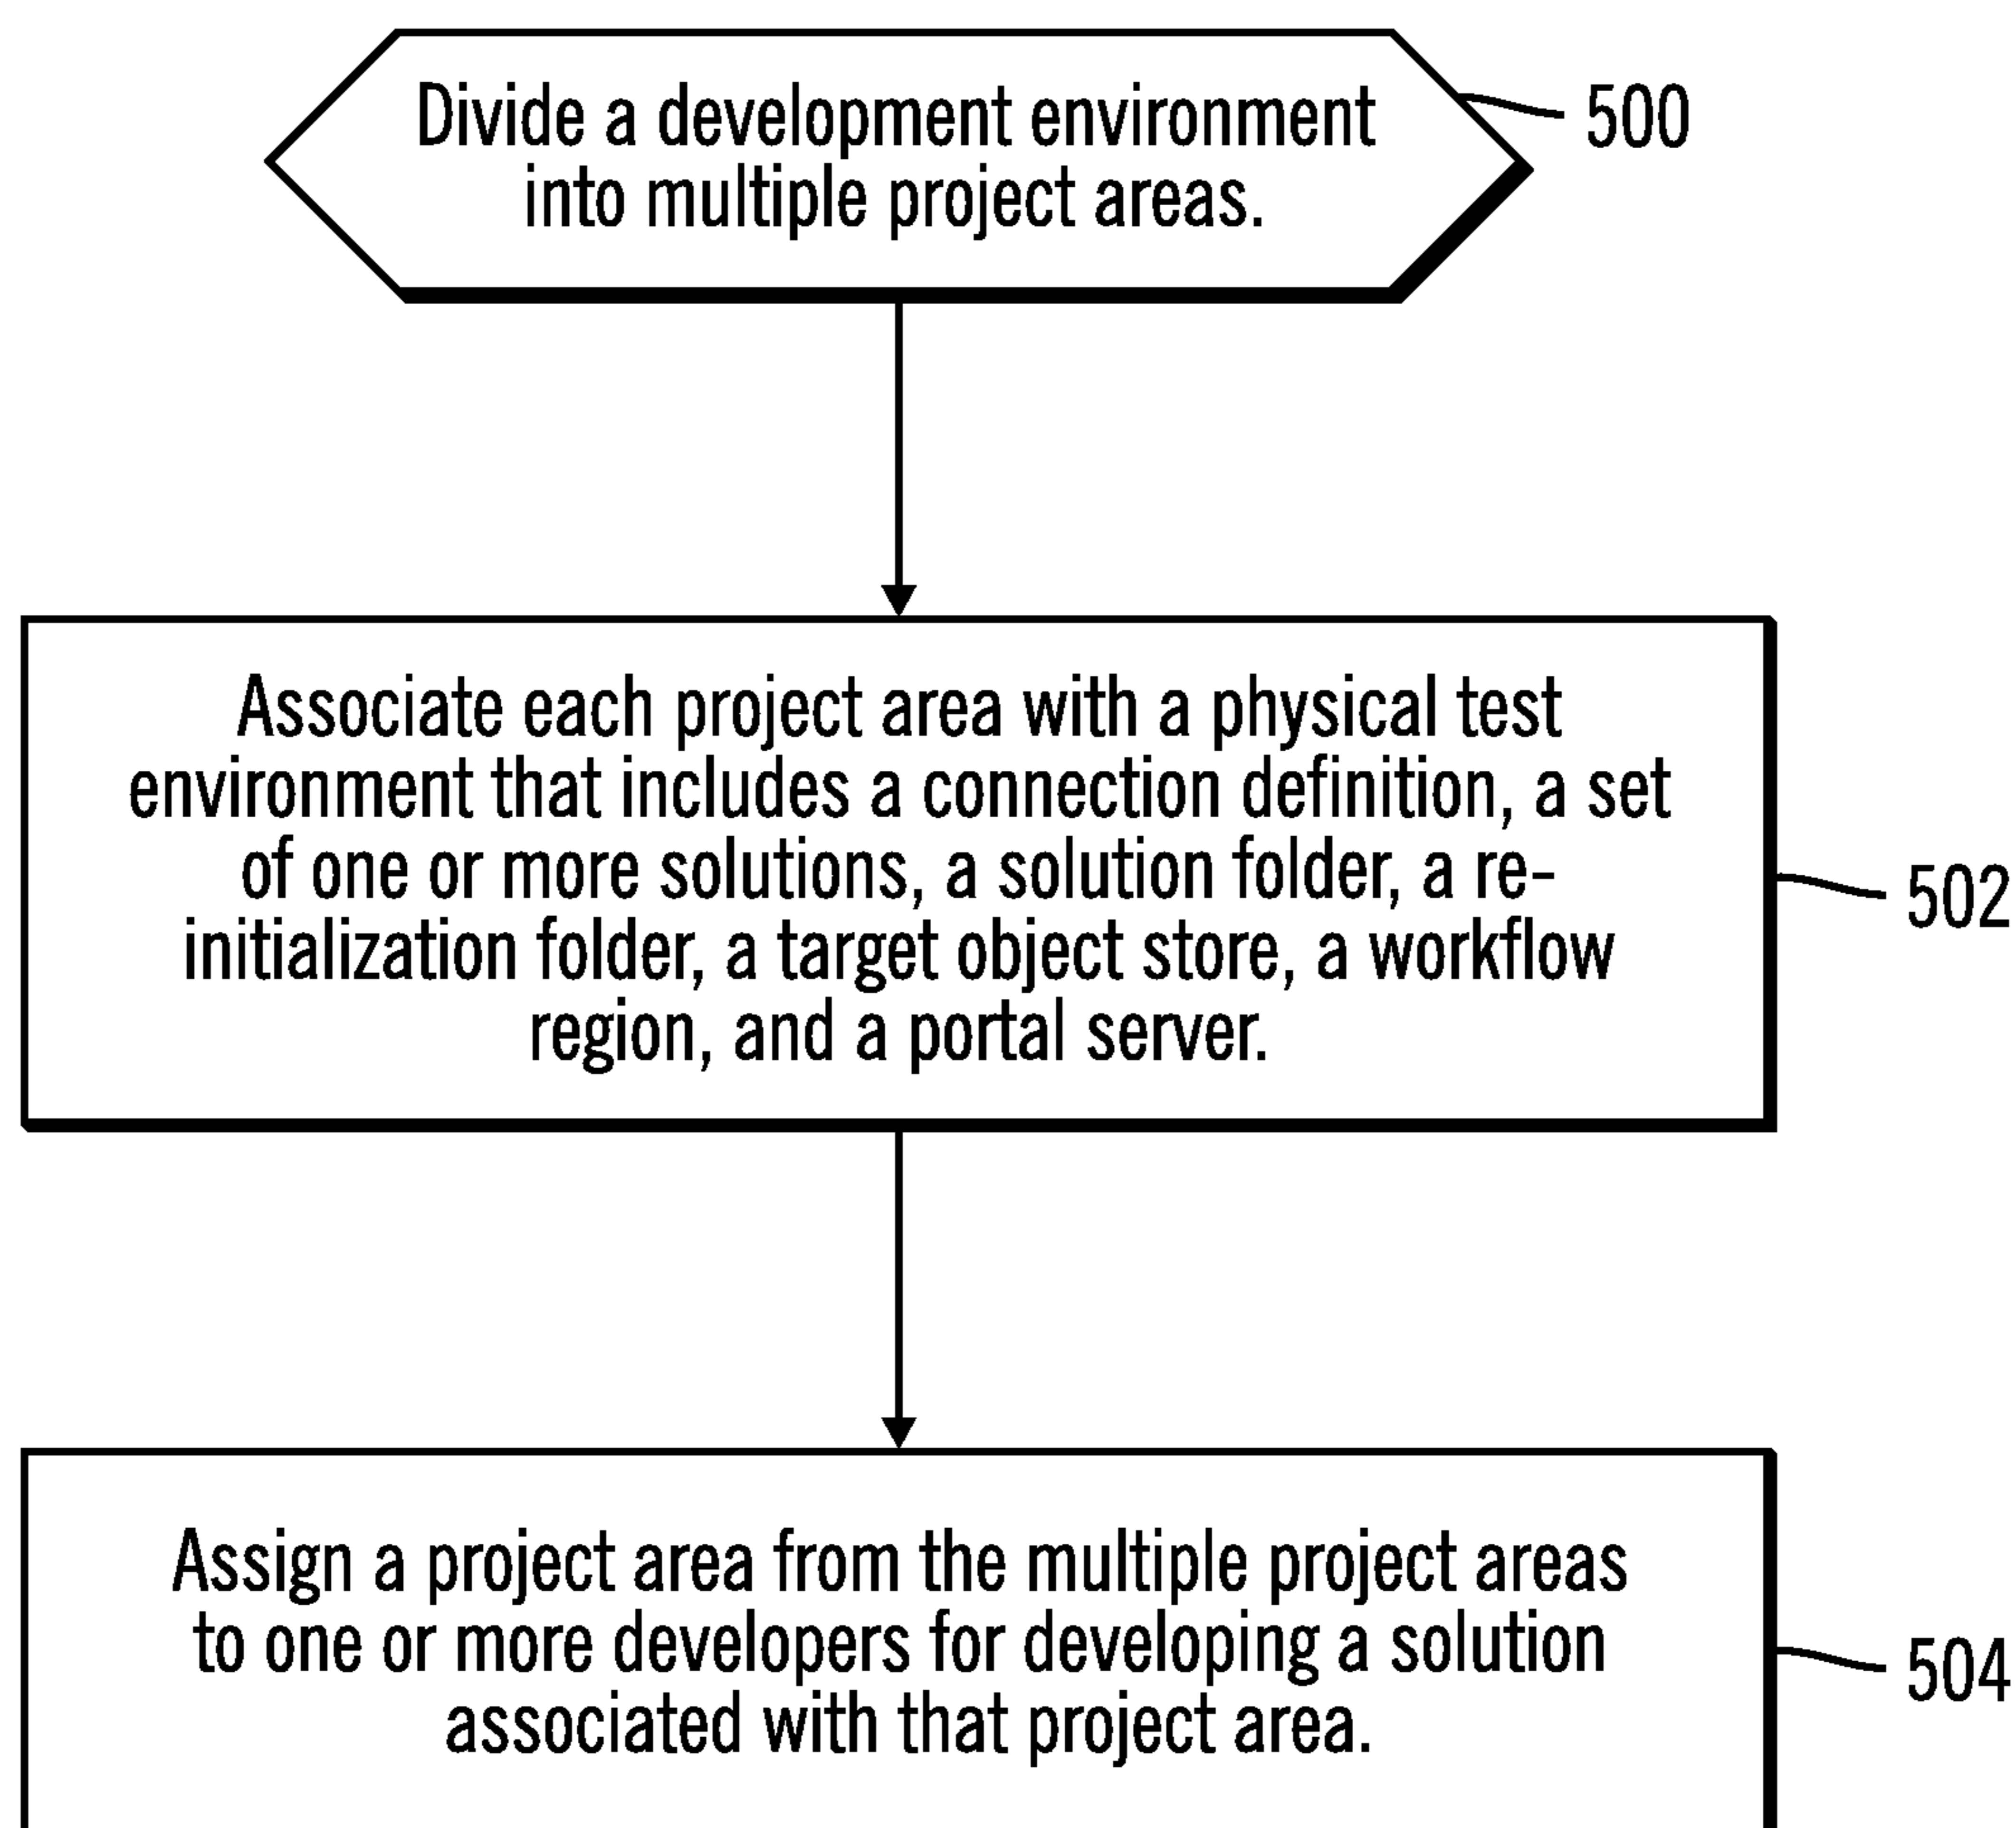 Divide a development environment
into multiple project areas.
500
Associate each project area with a physical test
environment that includes a connection definition, a set
of one or more solutions, a solution folder, a re-
initialization folder, a target object store, a workflow
region, and a portal server.
502
Assign a project area from the multiple project areas
to one or more developers for developing a solution
associated with that project area.
504